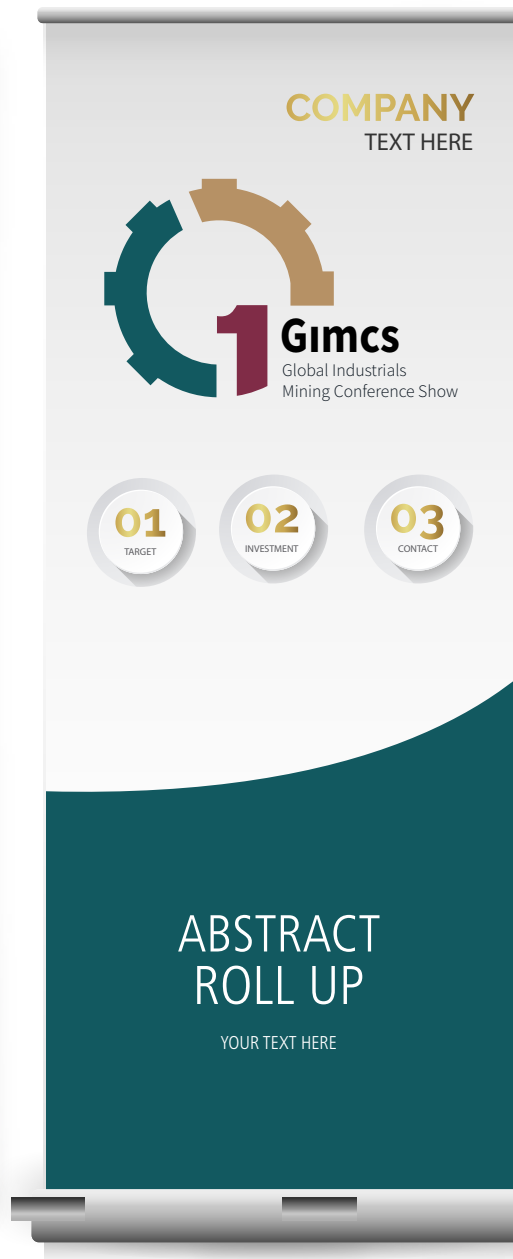 COMPANY
TEXT HERE
1
Gımcs
Global Industrials
Mining Conference Show
01
TARGET
02
INVESTMENT
03
CONTACT
ABSTRACT
ROLL UP
YOUR TEXT HERE